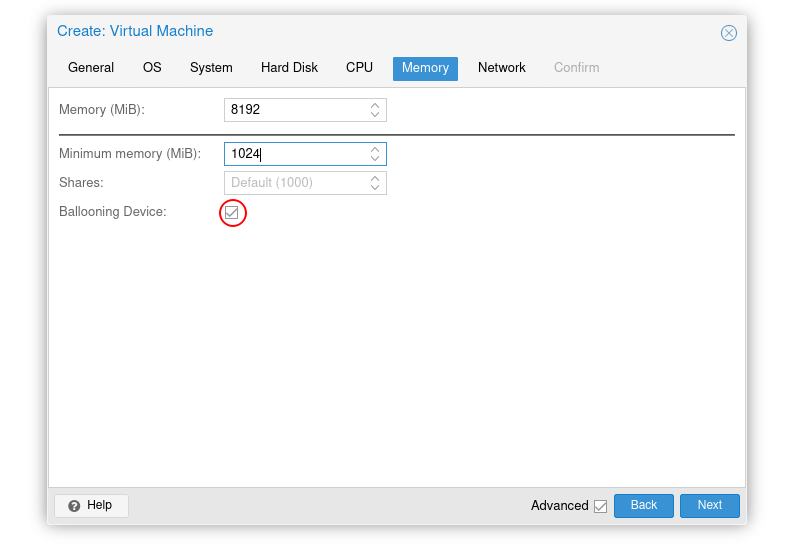 Create: Virtual Machine
General OS System Hard Disk CPU Memory Network Confirm
Memory (MiB): 8192
Minimum memory (MiB): 1024
Shares: Default (1000)
Ballooning Device:
Help Advanced Back Next